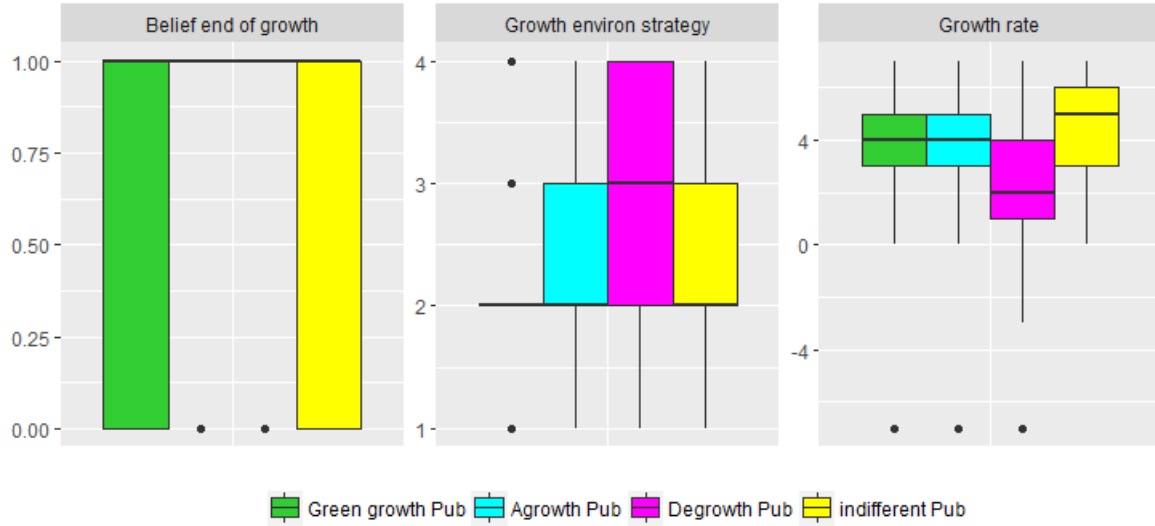 Belief end of growth
Growth environ strategy
Growth rate
1.00
0.75
0.50
0.25
0.00
4
3
2
1
4
0
-4
Green growth Pub
Agrowth Pub
Degrowth Pub
indifferent Pub